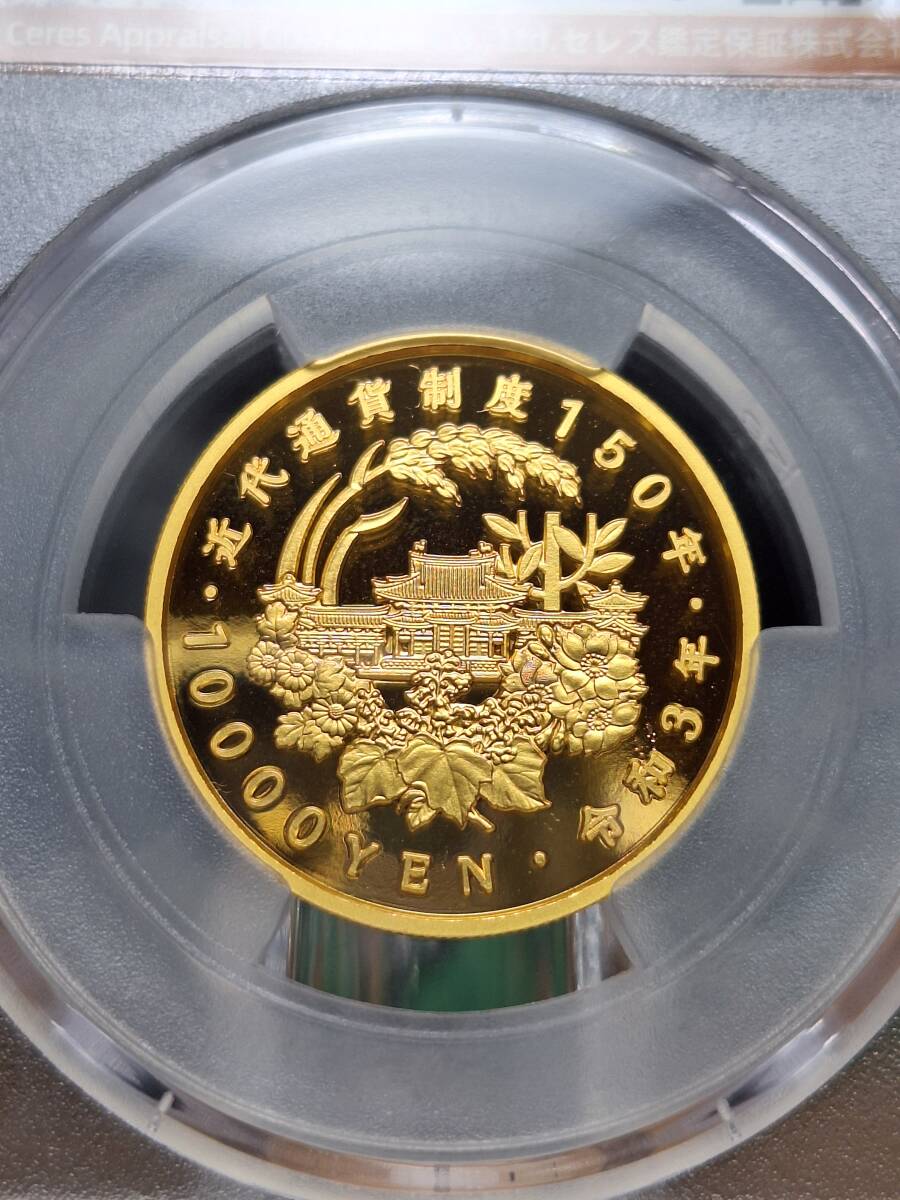 Ceres Appraisal
セレス鑑定保証株式会社
近代通貨制度150年・令和3年・10000YEN・